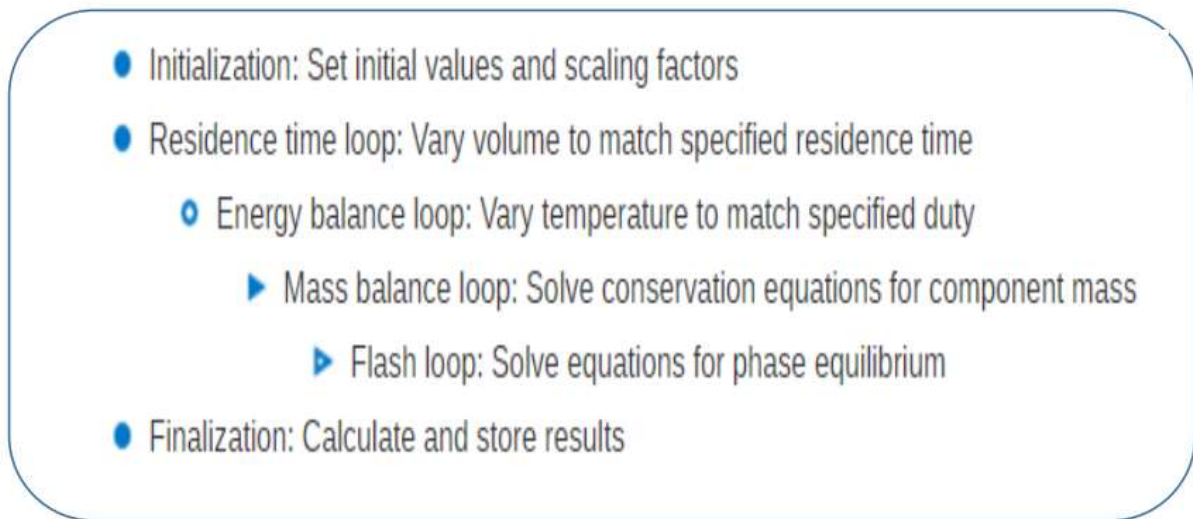 Initialization: Set initial values and scaling factors
Residence time loop: Vary volume to match specified residence time
Energy balance loop: Vary temperature to match specified duty
Mass balance loop: Solve conservation equations for component mass
Flash loop: Solve equations for phase equilibrium
Finalization: Calculate and store results